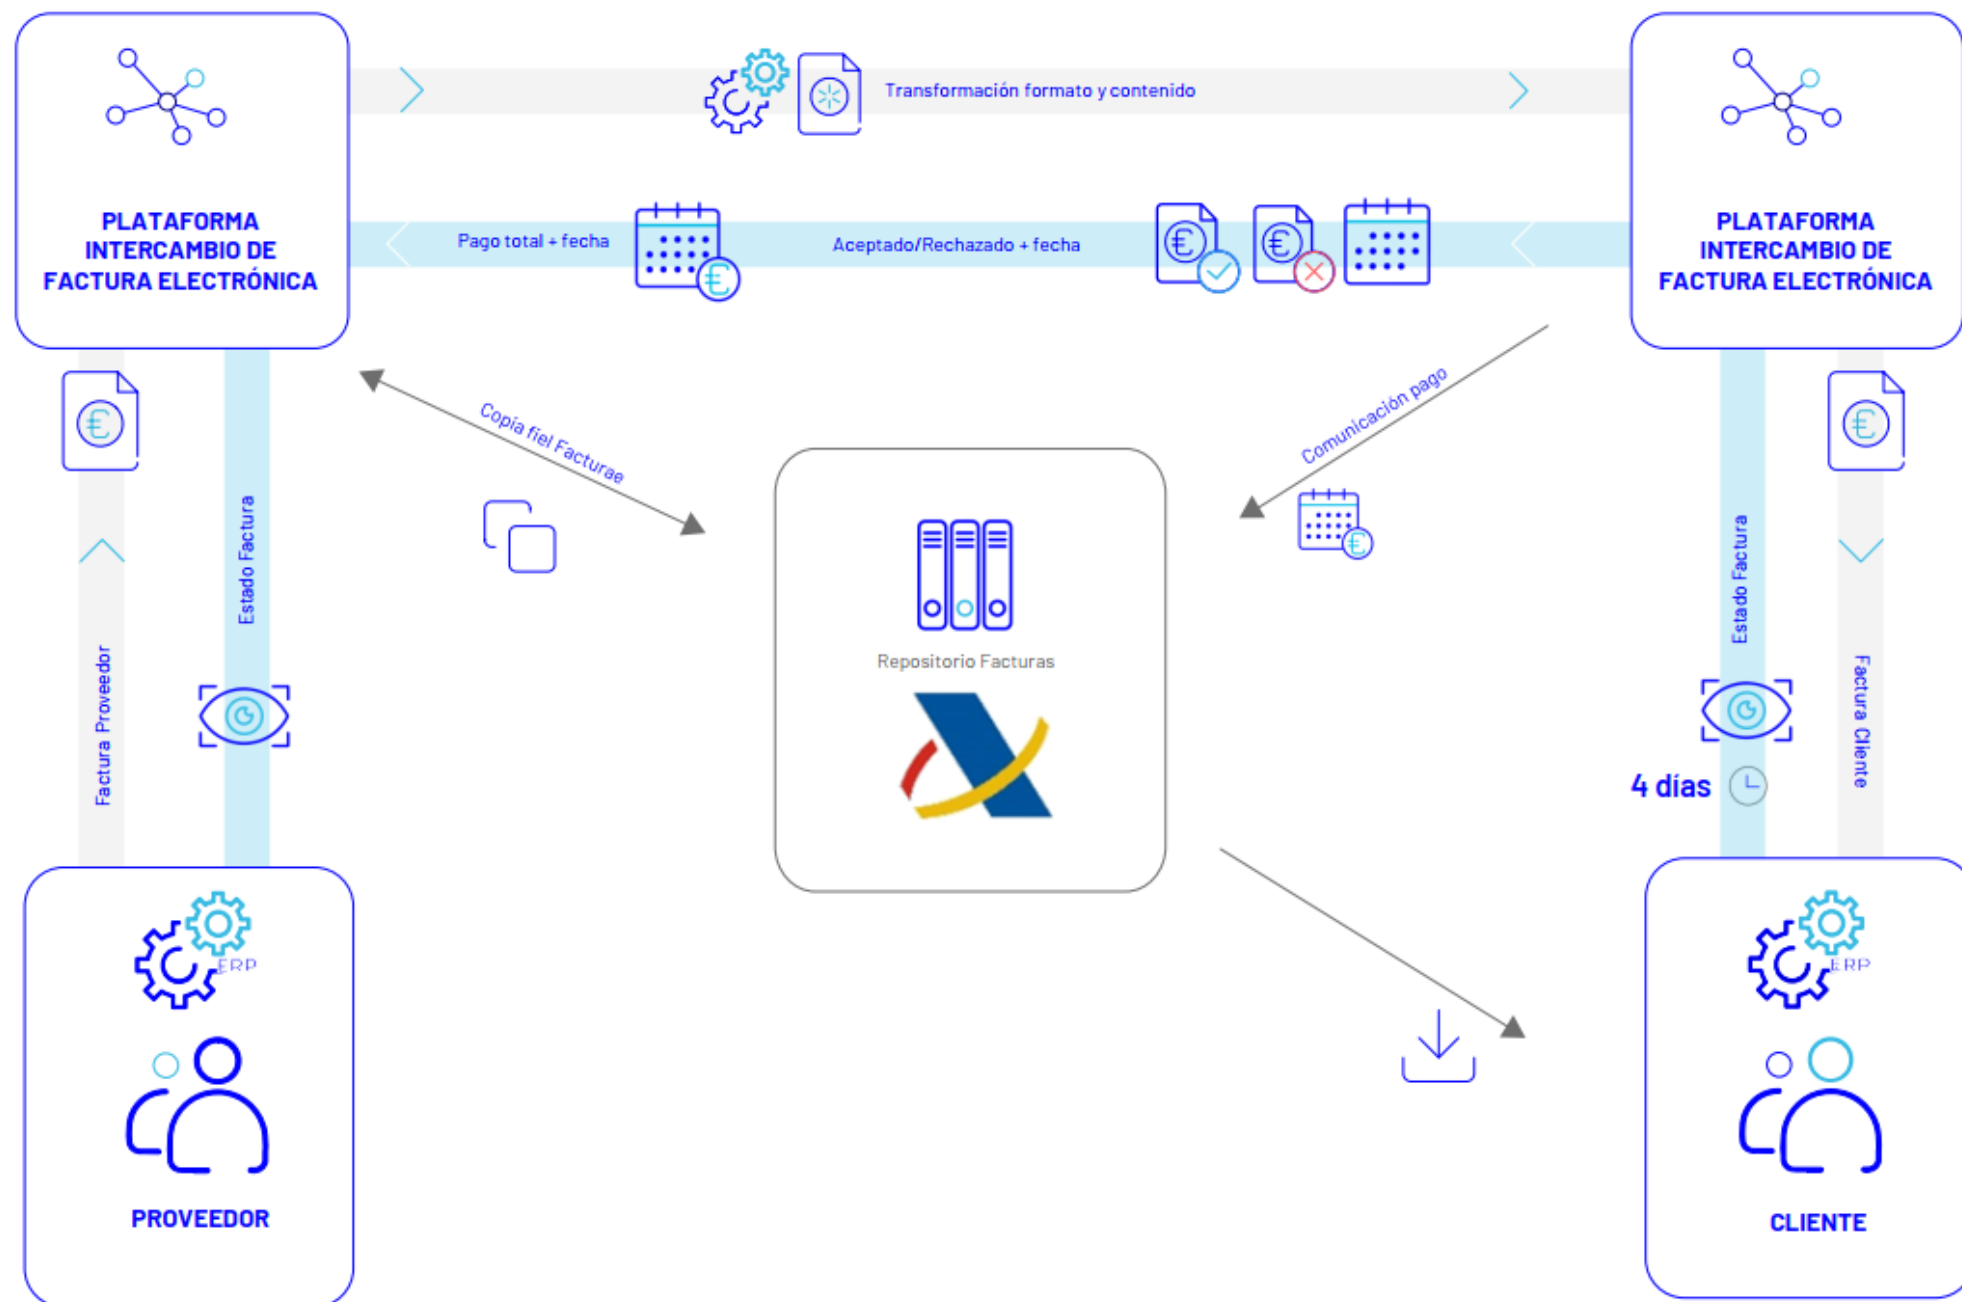 Transformación formato y contenido
PLATAFORMA
INTERCAMBIO DE
FACTURA ELECTRÓNICA
Pago total + fecha
Aceptado/Rechazado + fecha
PLATAFORMA
INTERCAMBIO DE
FACTURA ELECTRÓNICA
Copia fiel Facturae
Comunicación pago
Estado Factura
Factura Proveedor
Repositorio Facturas
Estado Factura
Factura Cliente
4 días
ERP
PROVEEDOR
ERP
CLIENTE